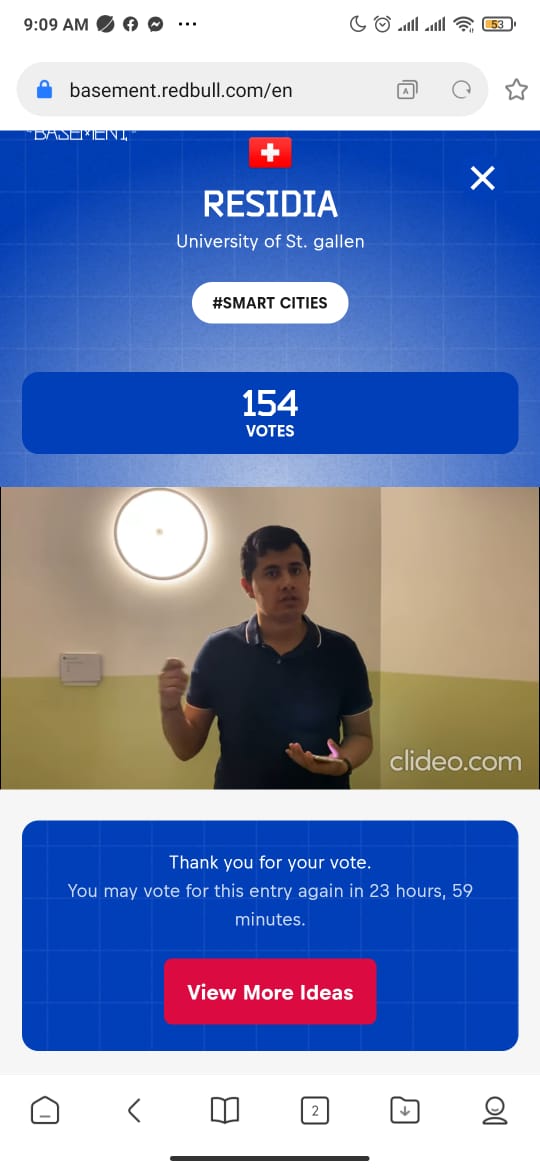 9:09 AM
53
basement.redbull.com/en
BASEMENT
RESIDIA
University of St. gallen
#SMART CITIES
154
VOTES
clideo.com
Thank you for your vote.
You may vote for this entry again in 23 hours, 59
minutes.
View More Ideas
2